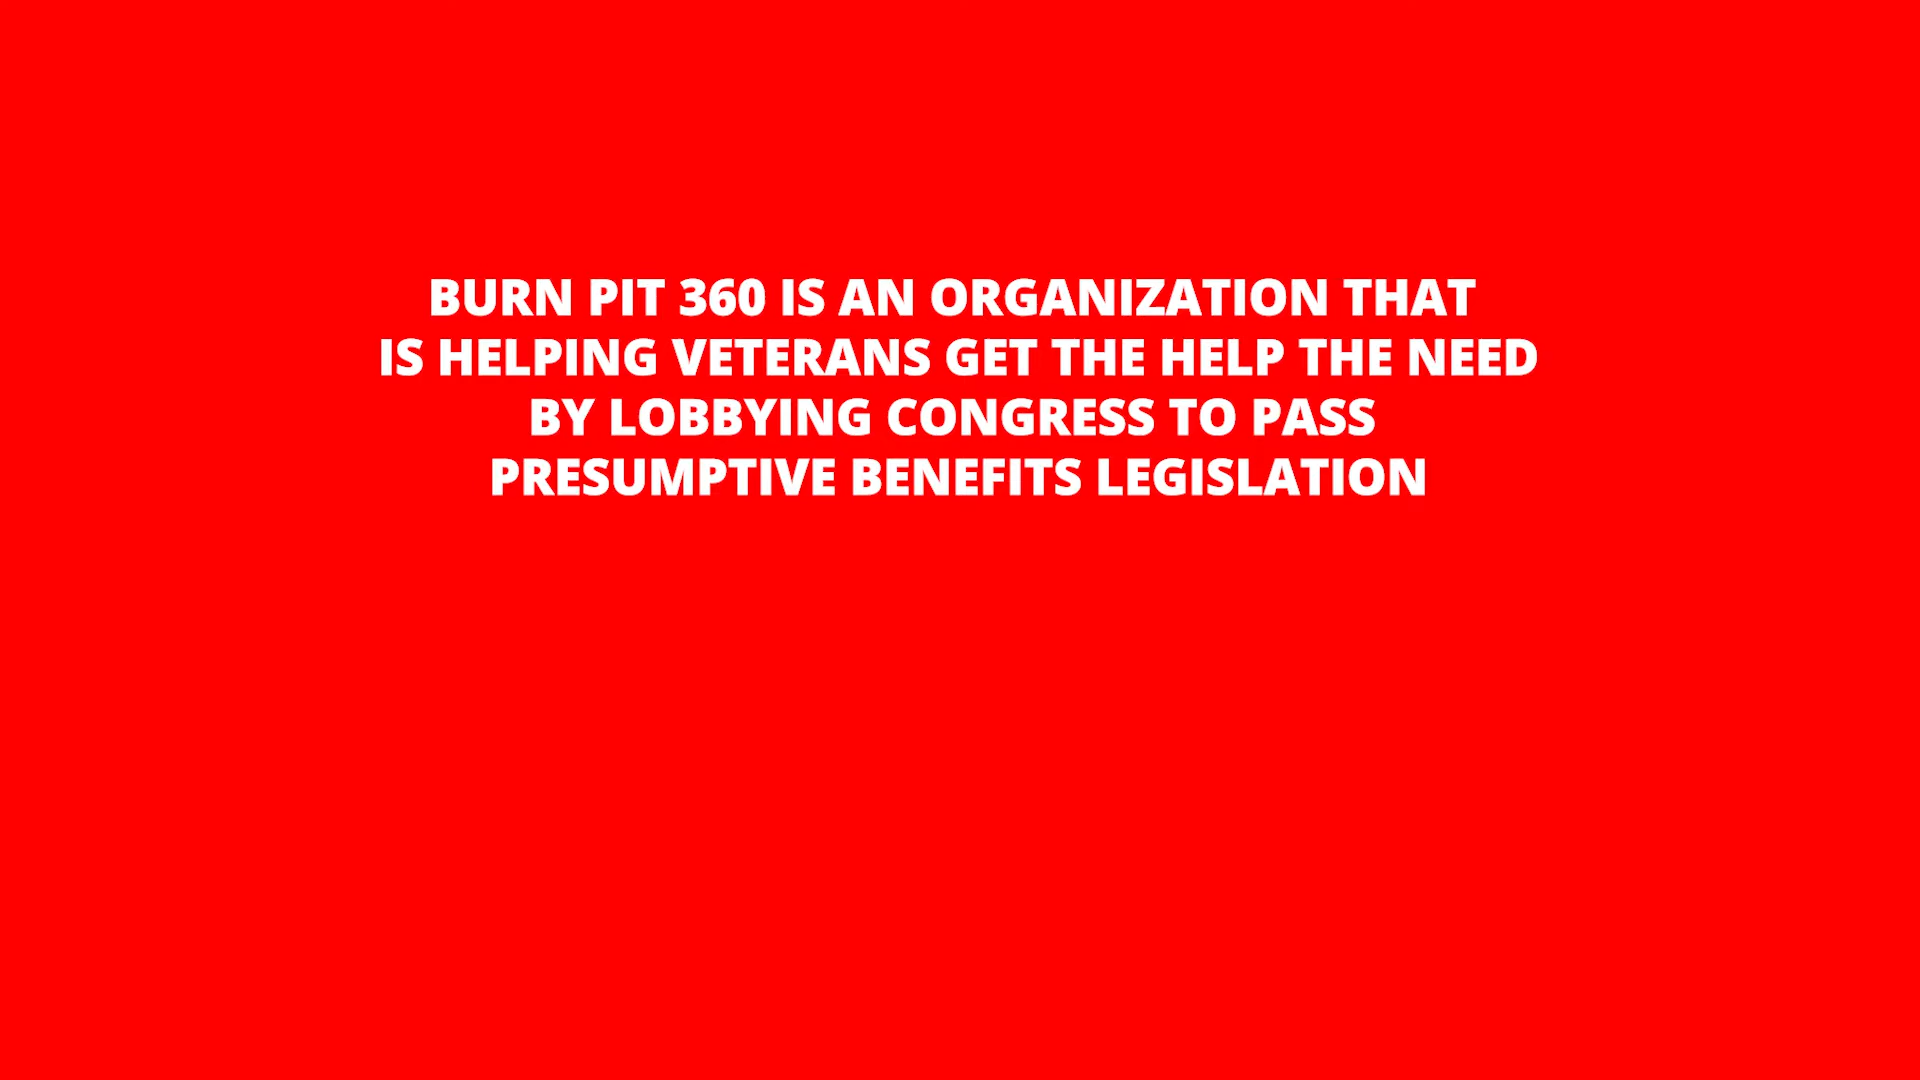 BURN PIT 360 IS AN ORGANIZATION THAT
IS HELPING VETERANS GET THE HELP THE NEED
BY LOBBYING CONGRESS TO PASS
PRESUMPTIVE BENEFITS LEGISLATION